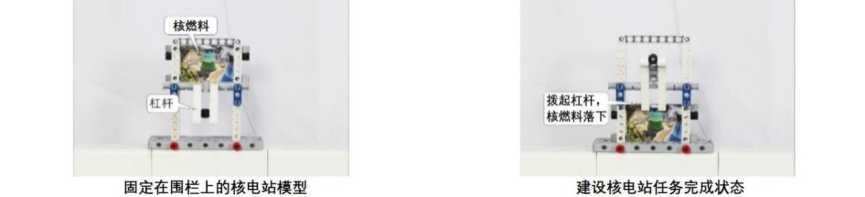 核燃料
杠杆
固定在围栏上的核电站模型
拨起杠杆，
核燃料落下
建设核电站任务完成状态